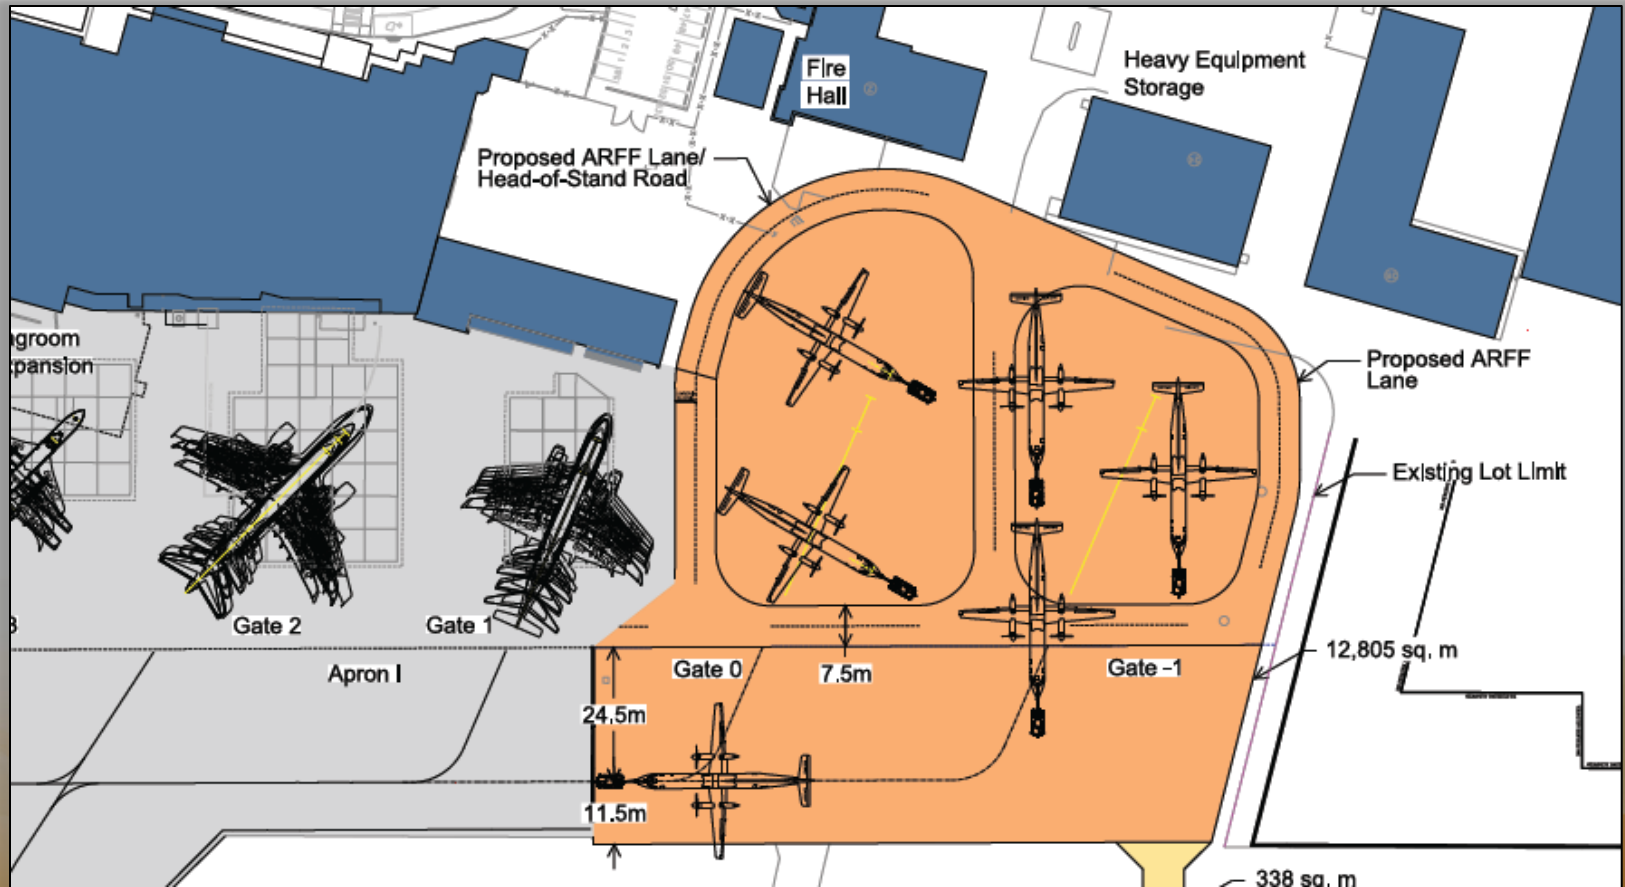 Fire
Hall
Heavy Equipment
Storage
Proposed ARFF Lane/
Head-of-Stand Road
groom
pansion
Proposed ARFF
Lane
Existing Lot Limit
3
Gate 2
Gate 1
12,805 sq. m
Apron I
Gate 0
7.5m
Gate -1
24.5m
11.5m
338 sq. m